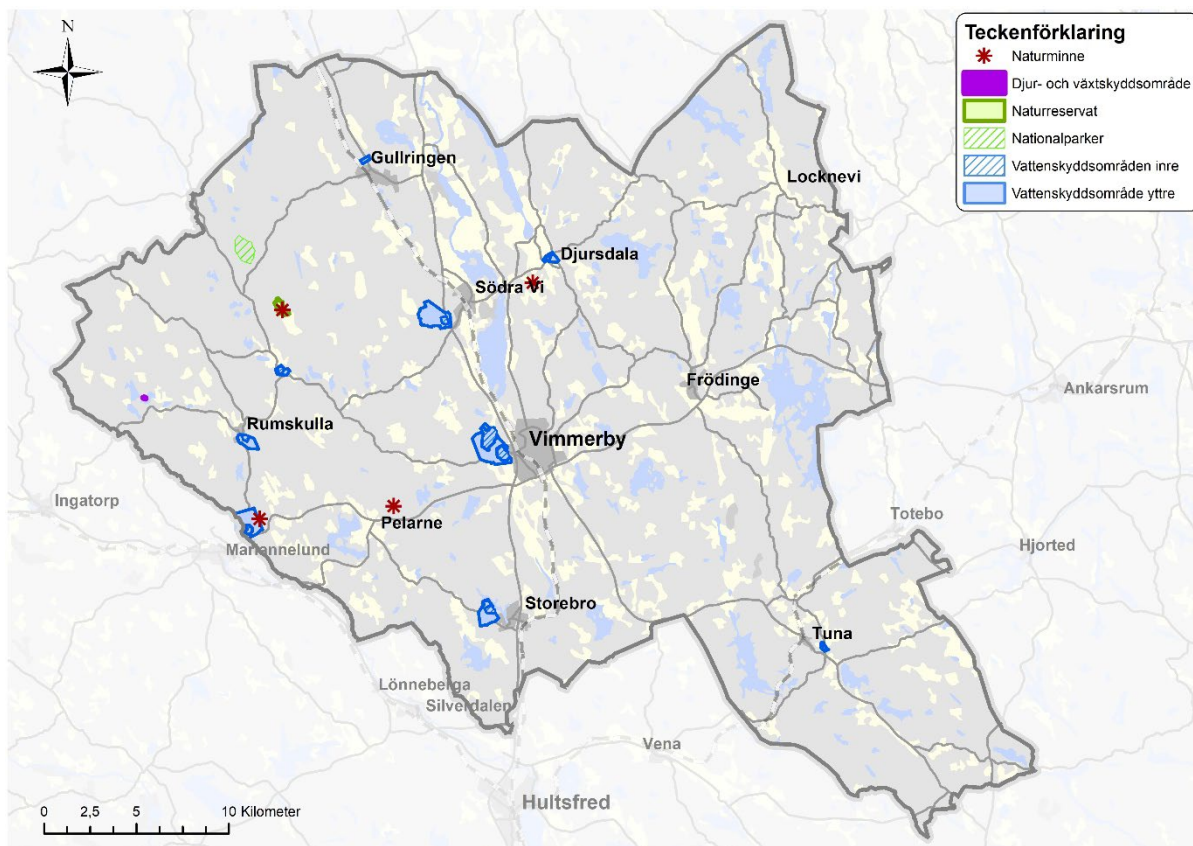 N
Teckenförklaring
Naturminne
Djur- och växtskyddsområde
Naturreservat
Nationalparker
Vattenskyddsområden inre
Vattenskyddsområde yttre
Gullringen
Locknevi
Djursdala
Södra Vi
Frödinge
Ankarsrum
Rumskulla
Vimmerby
Ingatorp
Pelarne
Totebo
Mariannelund
Hjorted
Storebro
Tuna
Lönneberga
Silverdalen
Vena
Hultsfred
0 2,5 5 10 Kilometer